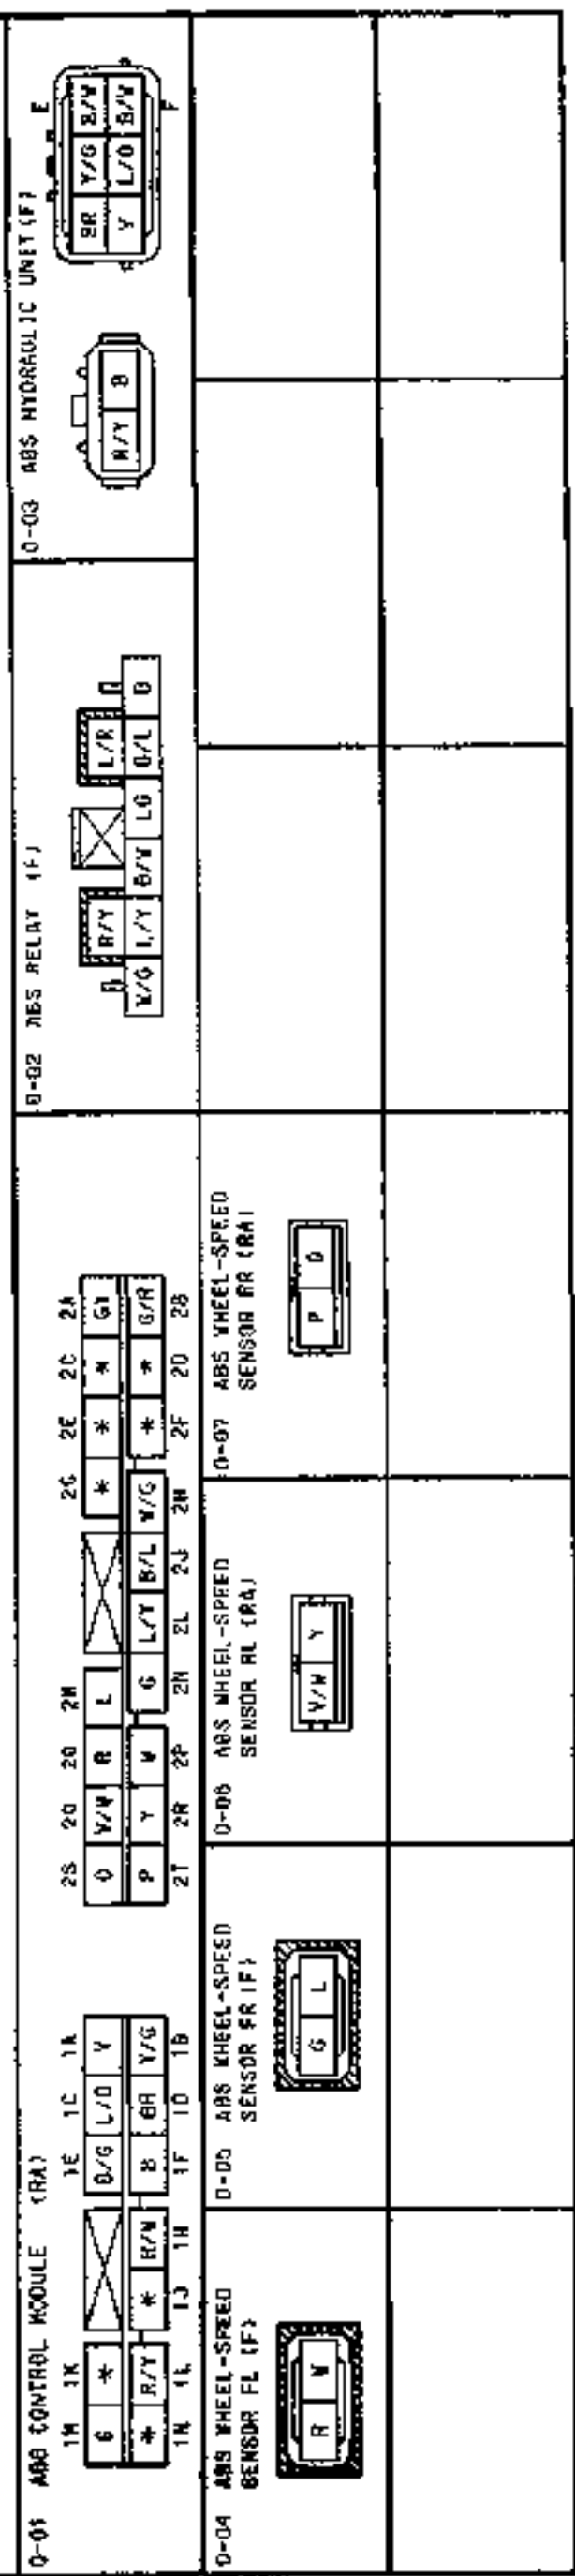 0-01 ABS CONTROL MODULE (RA)
1M 1K 1E 1C 1A
G * B/G L/O V
* R/Y * R/W B BR Y/G
1N 1L 1J 1H 1F 1D 1B
2S 2Q 2O 2M 2G 2E 2C 2A
O V/W R L * * * GY
P Y W G L/Y B/L W/G * * G/R
2T 2R 2P 2N 2L 2J 2H 2F 2D 2B
0-02 ABS RELAY (F)
R/Y L/R
W/G L/Y B/W LG B/L B
0-03 ABS HYDRAULIC UNIT (F)
R/Y B
E
BR Y/G B/W
V L/O B/W
F
0-04 ABS WHEEL-SPEED
SENSOR FL (F)
R W
0-05 ABS WHEEL-SPEED
SENSOR FR (F)
G L
0-06 ABS WHEEL-SPEED
SENSOR RL (RA)
V/W Y
0-07 ABS WHEEL-SPEED
SENSOR RR (RA)
P O